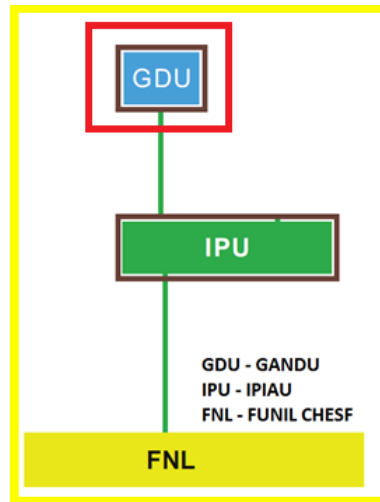 GDU
IPU
GDU - GANDU
IPU - IPIAU
FNL - FUNIL CHESF
FNL